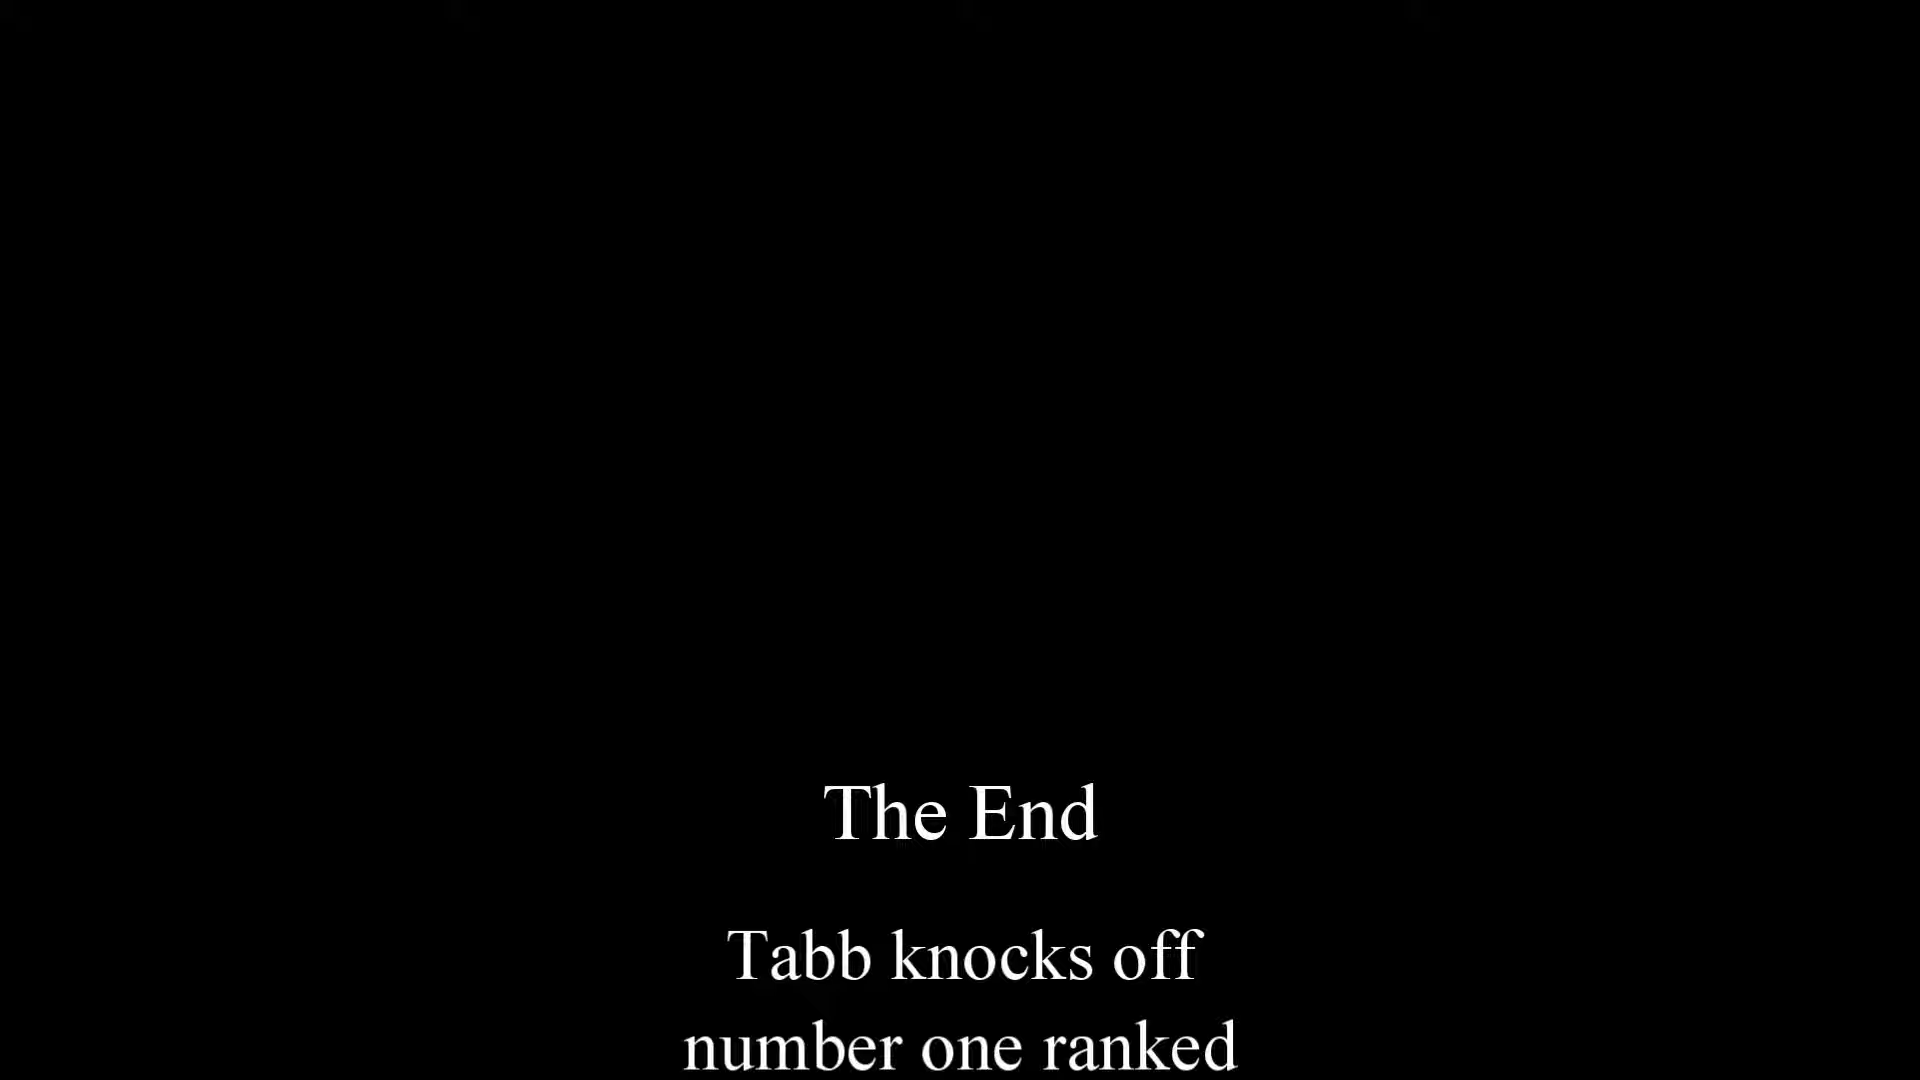 The End
Tabb knocks off
number one ranked